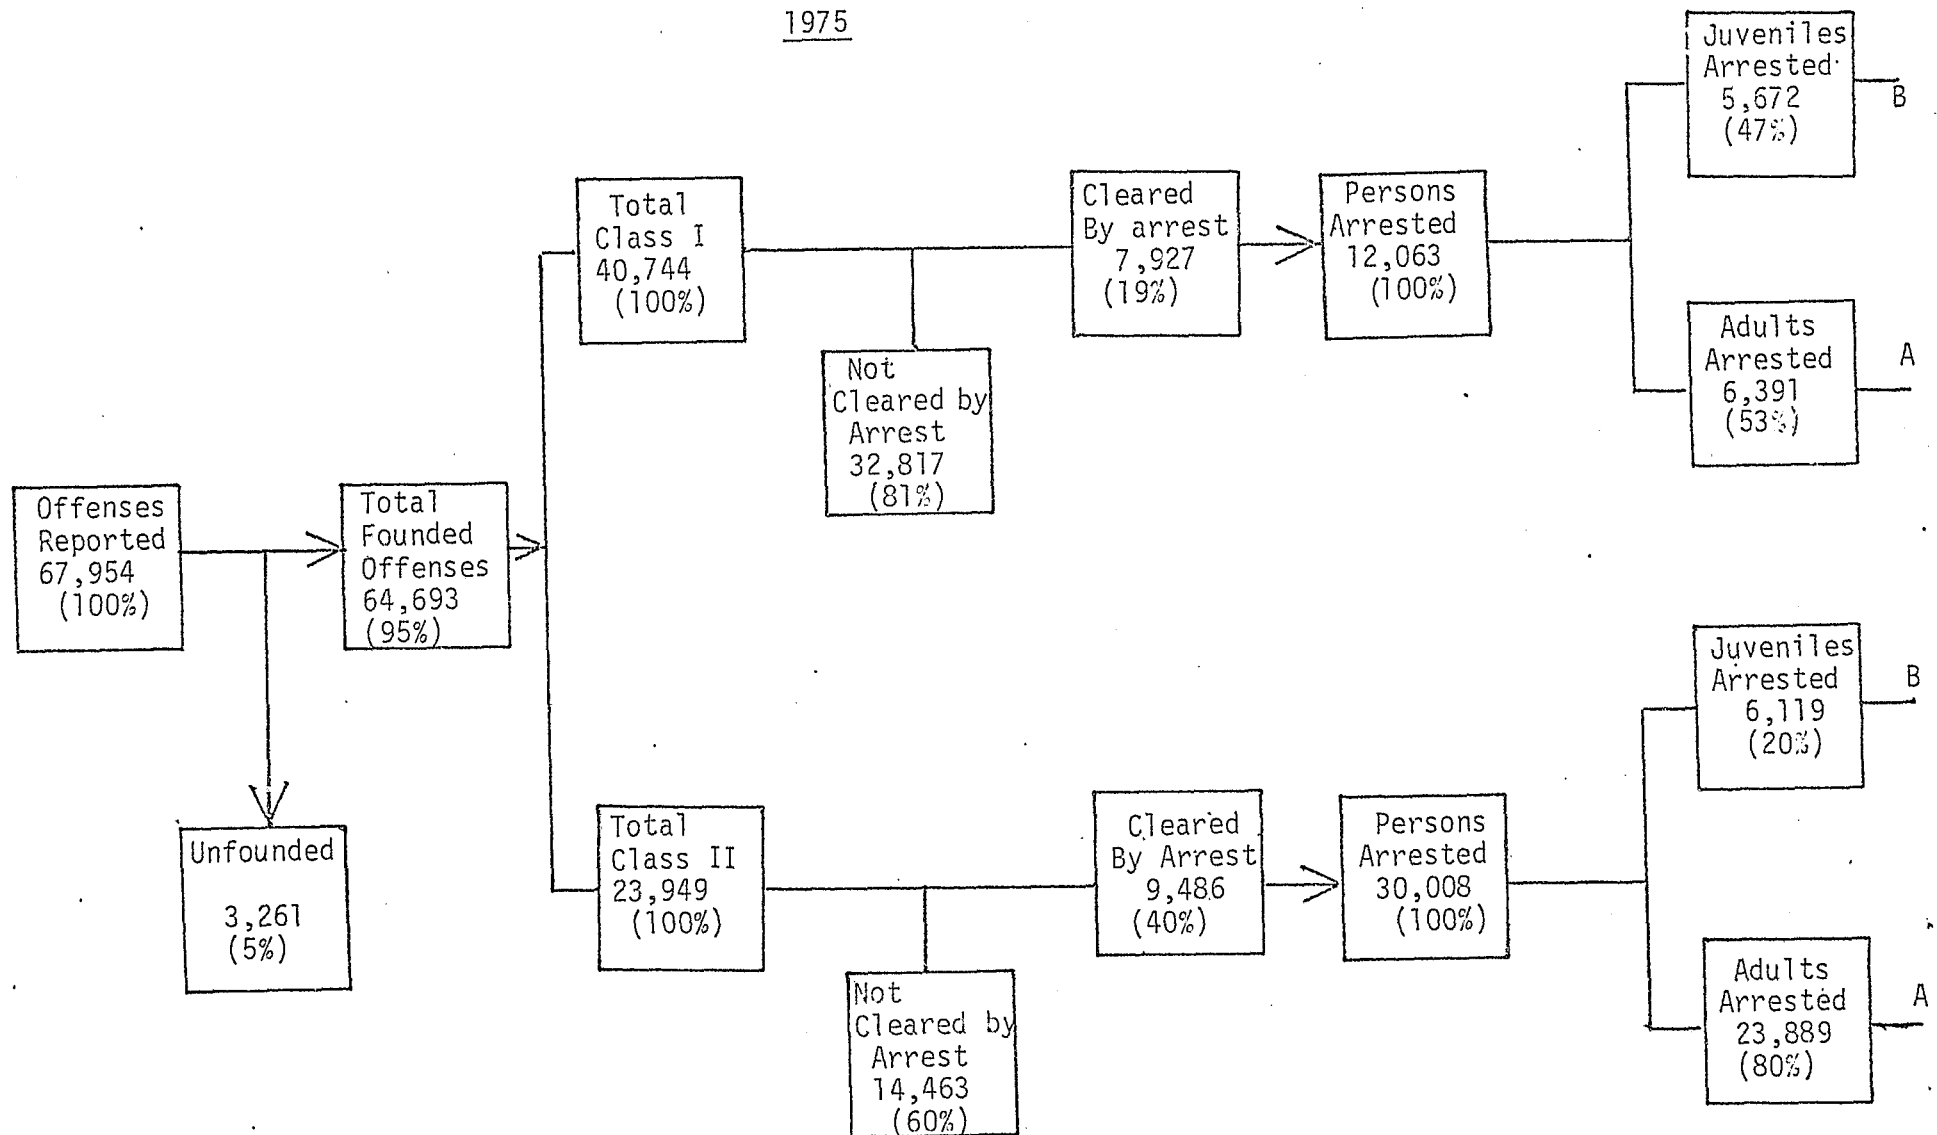 1975
Offenses
Reported
67,954
(100%)
Unfounded
3,261
(5%)
Total
Founded
Offenses
64,693
(95%)
Total
Class I
40,744
(100%)
Not
Cleared by
Arrest
32,817
(81%)
Cleared
By arrest
7,927
(19%)
Persons
Arrested
12,063
(100%)
Juveniles
Arrested
5,672
(47%)
B
Adults
Arrested
6,391
(53%)
A
Total
Class II
23,949
(100%)
Not
Cleared by
Arrest
14,463
(60%)
Cleared
By Arrest
9,486
(40%)
Persons
Arrested
30,008
(100%)
Juveniles
Arrested
6,119
(20%)
B
Adults
Arrested
23,889
(80%)
A